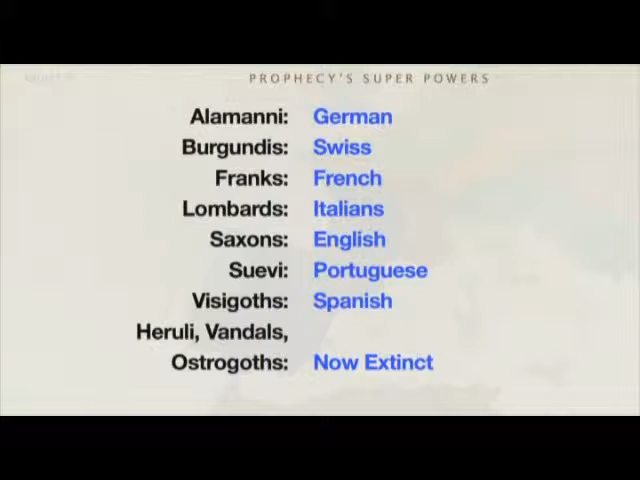 PROPHECY'S SUPER POWERS
Alamanni: German
Burgundis: Swiss
Franks: French
Lombards: Italians
Saxons: English
Suevi: Portuguese
Visigoths: Spanish
Heruli, Vandals,
Ostrogoths: Now Extinct